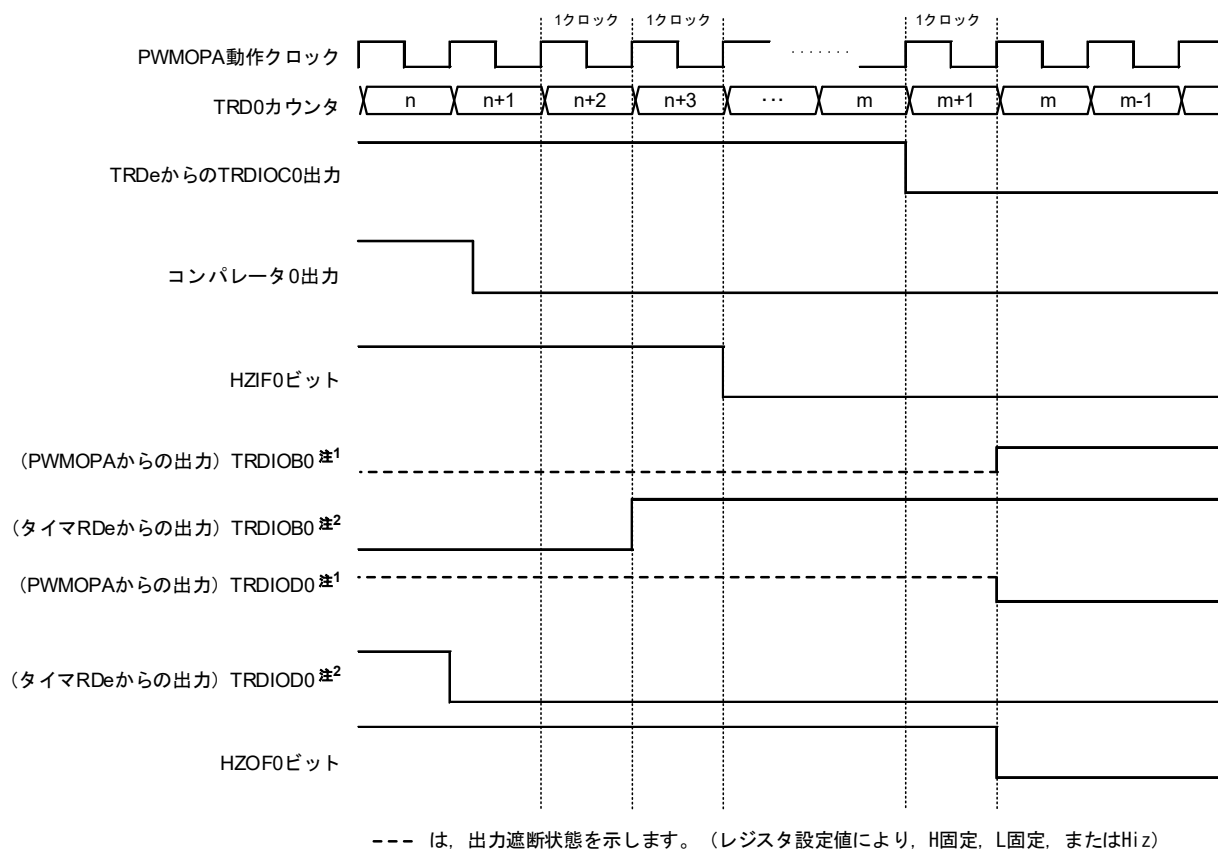 1クロック 1クロック 1クロック
PWMOPA動作クロック
TRD0カウンタ n n+1 n+2 n+3 ・・・ m m+1 m m-1
TRDeからのTRDIOC0出力
コンパレータ0出力
HZIF0ビット
（PWMOPAからの出力）TRDIOB0 注1
（タイマRDeからの出力）TRDIOB0 注2
（PWMOPAからの出力）TRDIOD0 注1
（タイマRDeからの出力）TRDIOD0 注2
HZOF0ビット
--- は，出力遮断状態を示します。（レジスタ設定値により，H固定，L固定，またはHiz）